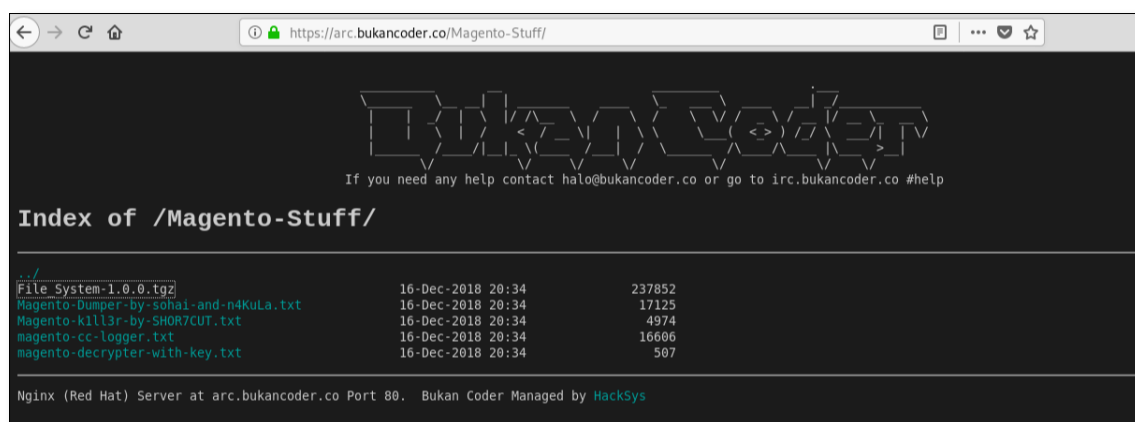 https://arc.bukancoder.co/Magento-Stuff/
Bukan Coder
If you need any help contact halo@bukancoder.co or go to irc.bukancoder.co #help
Index of /Magento-Stuff/
../
File_System-1.0.0.tgz 16-Dec-2018 20:34 237852
Magento-Dumper-by-sohai-and-n4KuLa.txt 16-Dec-2018 20:34 17125
Magento-k1ll3r-by-SHOR7CUT.txt 16-Dec-2018 20:34 4974
magento-cc-logger.txt 16-Dec-2018 20:34 16606
magento-decrypter-with-key.txt 16-Dec-2018 20:34 507
Nginx (Red Hat) Server at arc.bukancoder.co Port 80. Bukan Coder Managed by HackSys